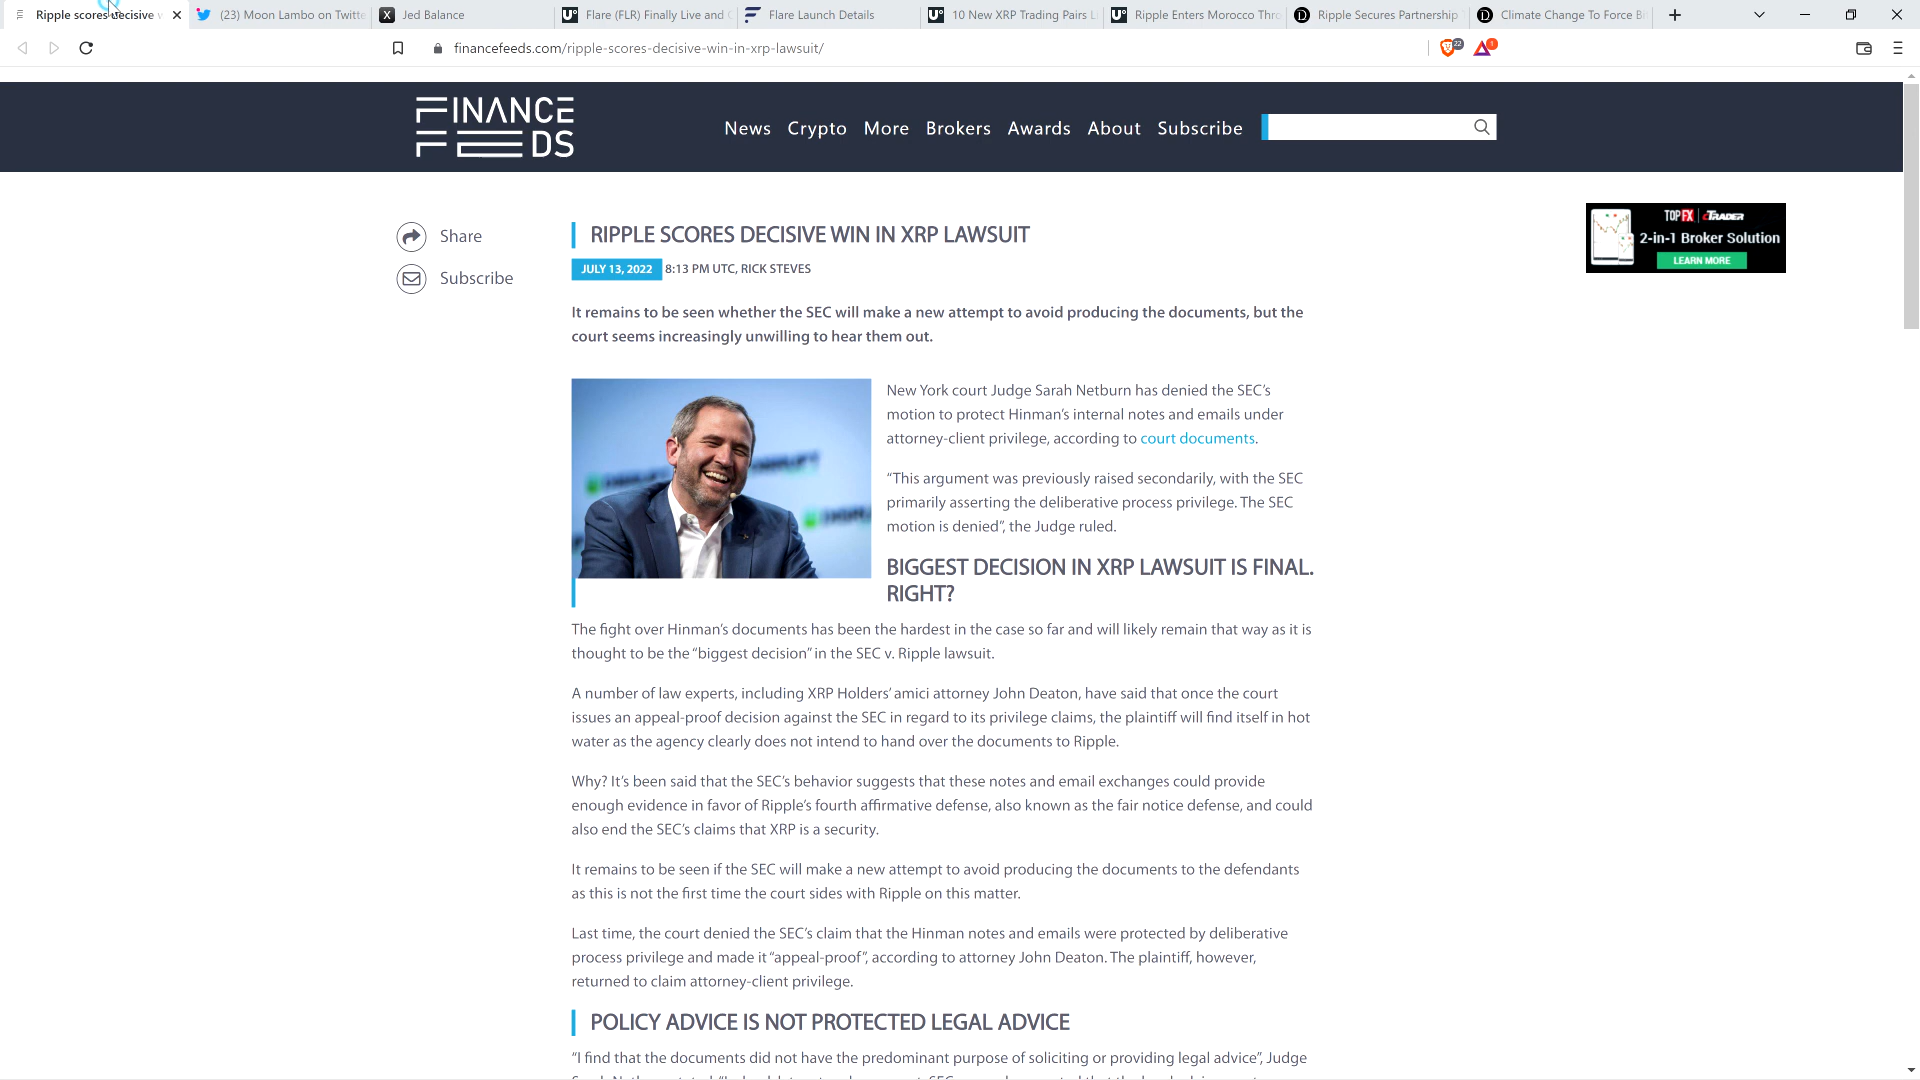 Ripple scores decisive
(23) Moon Lambo on Twitte
Jed Balance
Flare (FLR) Finally Live and
Flare Launch Details
10 New XRP Trading Pairs L
Ripple Enters Morocco Thro
Ripple Secures Partnership
Climate Change To Force Bi
financefeeds.com/ripple-scores-decisive-win-in-xrp-lawsuit/
22
1
FINANCE
FEEDS
News Crypto More Brokers Awards About Subscribe
Share
Subscribe
RIPPLE SCORES DECISIVE WIN IN XRP LAWSUIT
JULY 13, 2022 8:13 PM UTC, RICK STEVES
TOPFX cTRADER
2-in-1 Broker Solution
LEARN MORE
It remains to be seen whether the SEC will make a new attempt to avoid producing the documents, but the
court seems increasingly unwilling to hear them out.
New York court Judge Sarah Netburn has denied the SEC’s
motion to protect Hinman’s internal notes and emails under
attorney-client privilege, according to court documents.
“This argument was previously raised secondarily, with the SEC
primarily asserting the deliberative process privilege. The SEC
motion is denied”, the Judge ruled.
BIGGEST DECISION IN XRP LAWSUIT IS FINAL.
RIGHT?
The fight over Hinman’s documents has been the hardest in the case so far and will likely remain that way as it is
thought to be the “biggest decision” in the SEC v. Ripple lawsuit.
A number of law experts, including XRP Holders’ amici attorney John Deaton, have said that once the court
issues an appeal-proof decision against the SEC in regard to its privilege claims, the plaintiff will find itself in hot
water as the agency clearly does not intend to hand over the documents to Ripple.
Why? It’s been said that the SEC’s behavior suggests that these notes and email exchanges could provide
enough evidence in favor of Ripple’s fourth affirmative defense, also known as the fair notice defense, and could
also end the SEC’s claims that XRP is a security.
It remains to be seen if the SEC will make a new attempt to avoid producing the documents to the defendants
as this is not the first time the court sides with Ripple on this matter.
Last time, the court denied the SEC’s claim that the Hinman notes and emails were protected by deliberative
process privilege and made it “appeal-proof”, according to attorney John Deaton. The plaintiff, however,
returned to claim attorney-client privilege.
POLICY ADVICE IS NOT PROTECTED LEGAL ADVICE
“I find that the documents did not have the predominant purpose of soliciting or providing legal advice”, Judge